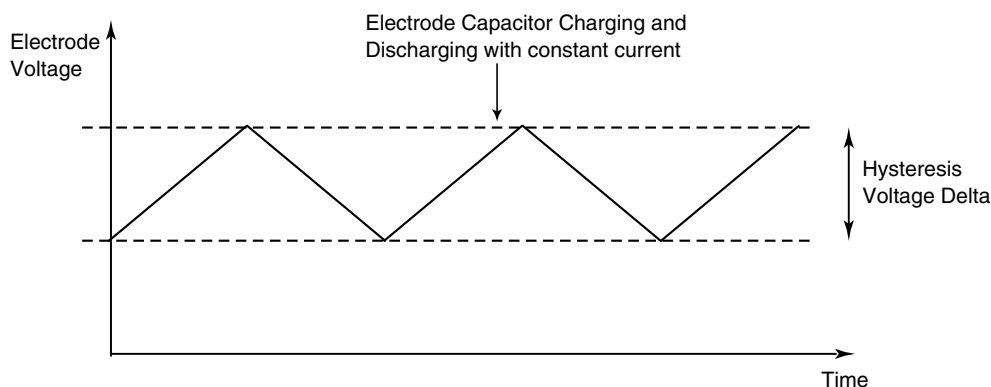 Electrode Capacitor Charging and
Discharging with constant current
Electrode
Voltage
Hysteresis
Voltage Delta
Time